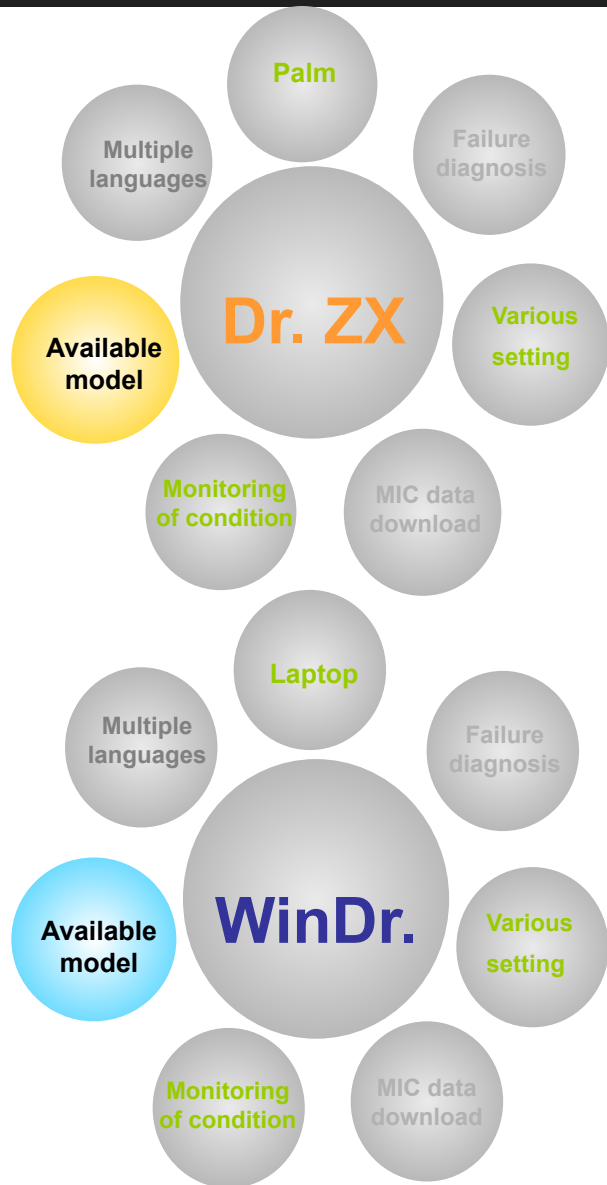 Palm
Multiple
languages
Failure
diagnosis
Dr. ZX
Available
model
Various
setting
Monitoring
of condition
MIC data
download
Laptop
Multiple
languages
Failure
diagnosis
WinDr.
Available
model
Various
setting
Monitoring
of condition
MIC data
download